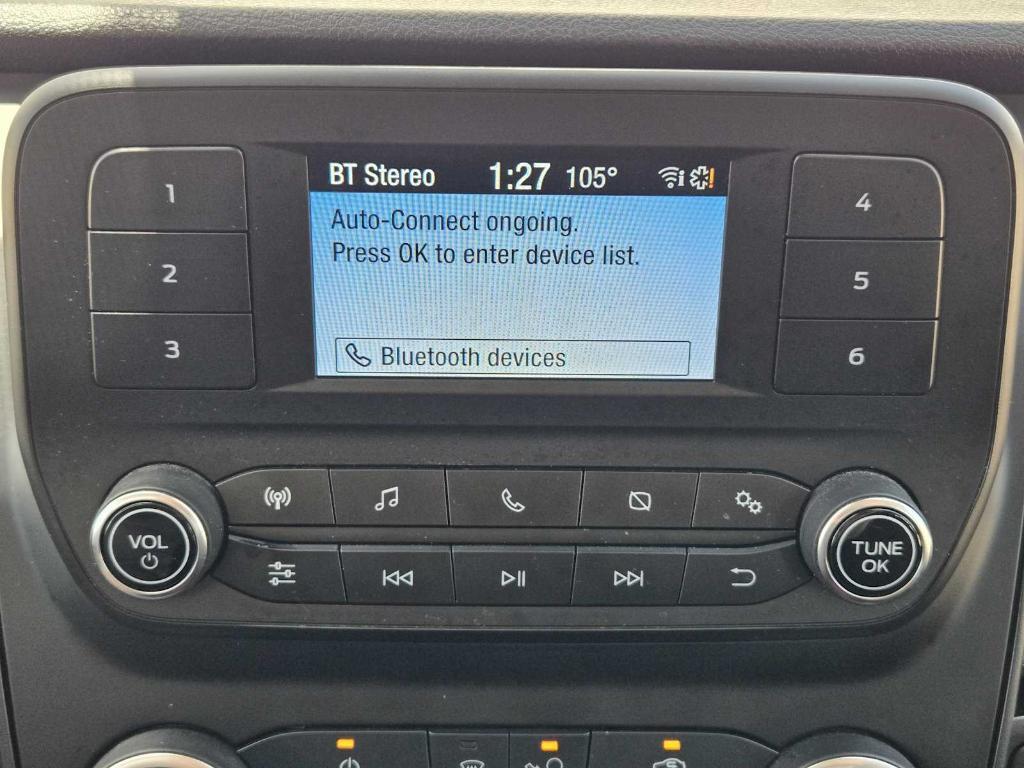 BT Stereo 1:27 105°
Auto-Connect ongoing.
Press OK to enter device list.
Bluetooth devices
1
2
3
4
5
6
VOL
TUNE
OK